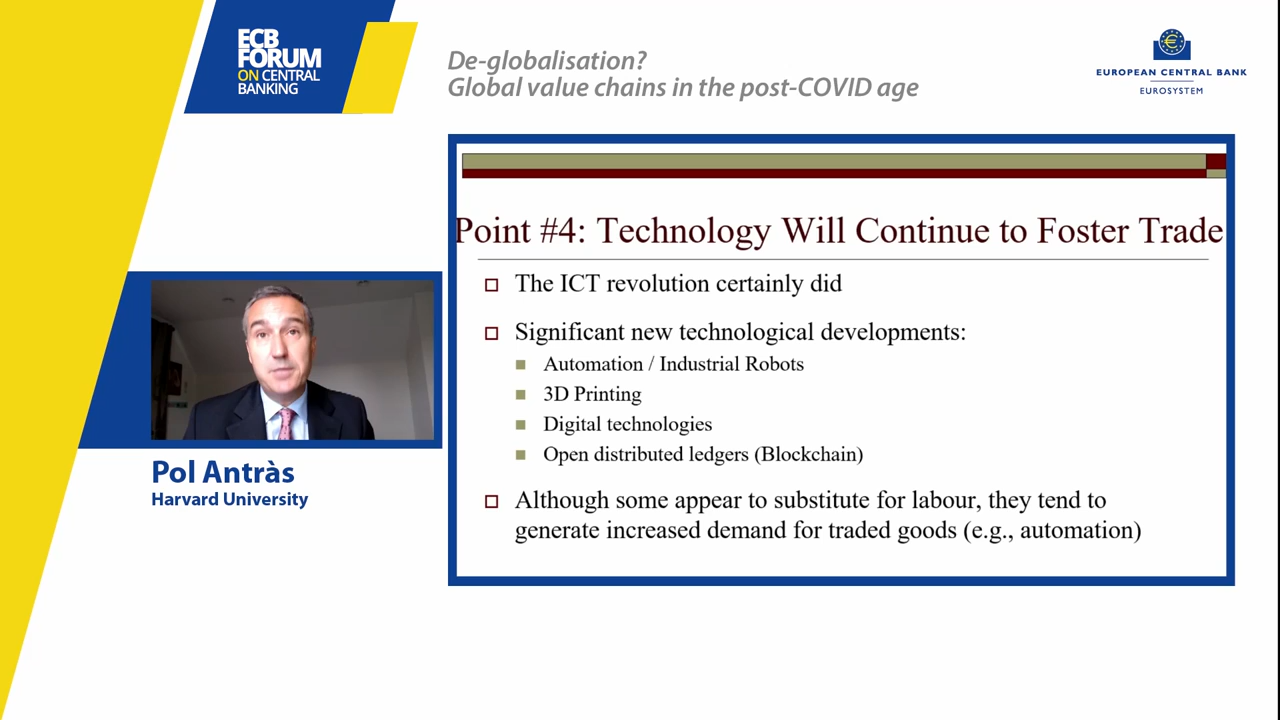 ECB
FORUM
ON CENTRAL
BANKING
De-globalisation?
Global value chains in the post-COVID age
EUROPEAN CENTRAL BANK
EUROSYSTEM
Point #4: Technology Will Continue to Foster Trade
The ICT revolution certainly did
Significant new technological developments:
Automation / Industrial Robots
3D Printing
Digital technologies
Open distributed ledgers (Blockchain)
Although some appear to substitute for labour, they tend to
generate increased demand for traded goods (e.g., automation)
Pol Antràs
Harvard University